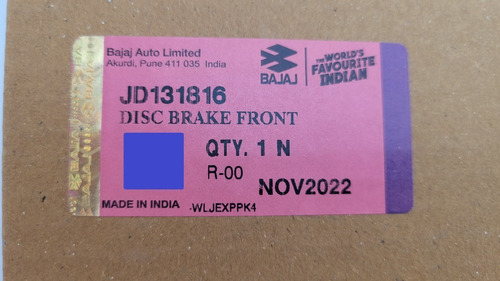 Bajaj Auto Limited
Akurdi, Pune 411 035 India
BAJAJ
THE WORLD'S
FAVOURITE
INDIAN
JD131816
DISC BRAKE FRONT
QTY. 1 N
R-00
NOV2022
MADE IN INDIA
-WLJEXPPK4